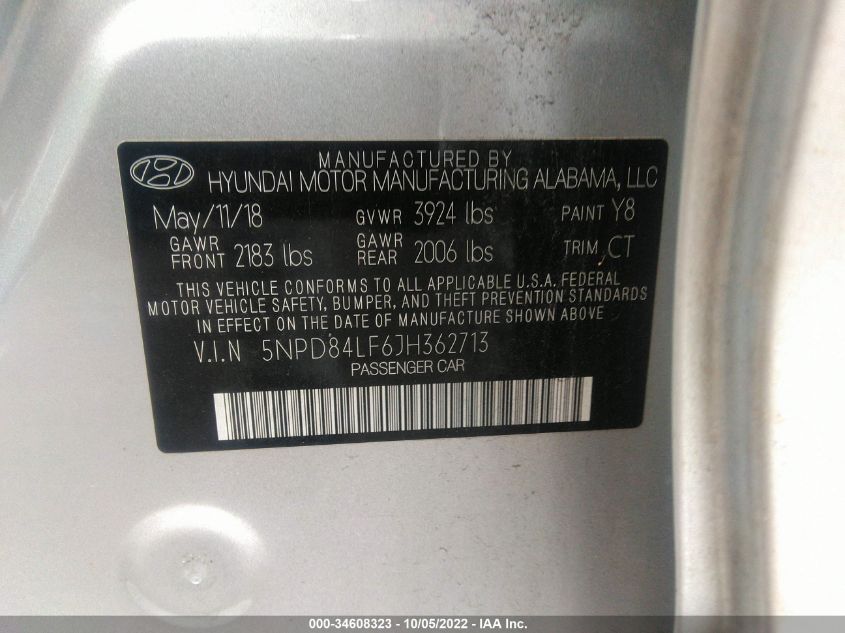 MANUFACTURED BY
HYUNDAI MOTOR MANUFACTURING ALABAMA, LLC
May/11/18 GVWR 3924 lbs PAINT Y8
GAWR FRONT 2183 lbs GAWR REAR 2006 lbs TRIM CT
THIS VEHICLE CONFORMS TO ALL APPLICABLE U.S.A. FEDERAL
MOTOR VEHICLE SAFETY, BUMPER, AND THEFT PREVENTION STANDARDS
IN EFFECT ON THE DATE OF MANUFACTURE SHOWN ABOVE.
V.I.N 5NPD84LF6JH362713
PASSENGER CAR
000-34608323 - 10/05/2022 - IAA Inc.